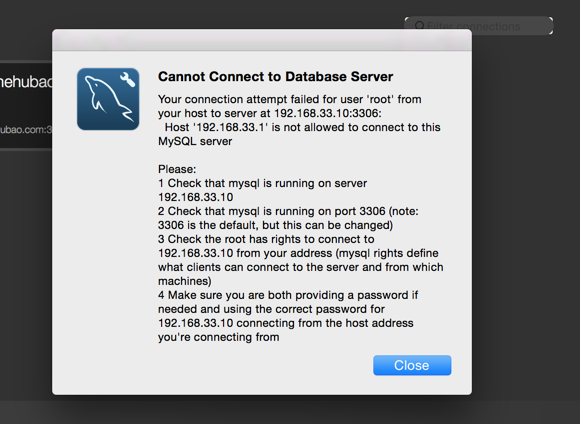 Filter connections
nehubao
Cannot Connect to Database Server
Your connection attempt failed for user 'root' from
your host to server at 192.168.33.10:3306:
Host '192.168.33.1' is not allowed to connect to this
MySQL server
ubao.com:3
Please:
1 Check that mysql is running on server
192.168.33.10
2 Check that mysql is running on port 3306 (note:
3306 is the default, but this can be changed)
3 Check the root has rights to connect to
192.168.33.10 from your address (mysql rights define
what clients can connect to the server and from which
machines)
4 Make sure you are both providing a password if
needed and using the correct password for
192.168.33.10 connecting from the host address
you're connecting from
Close